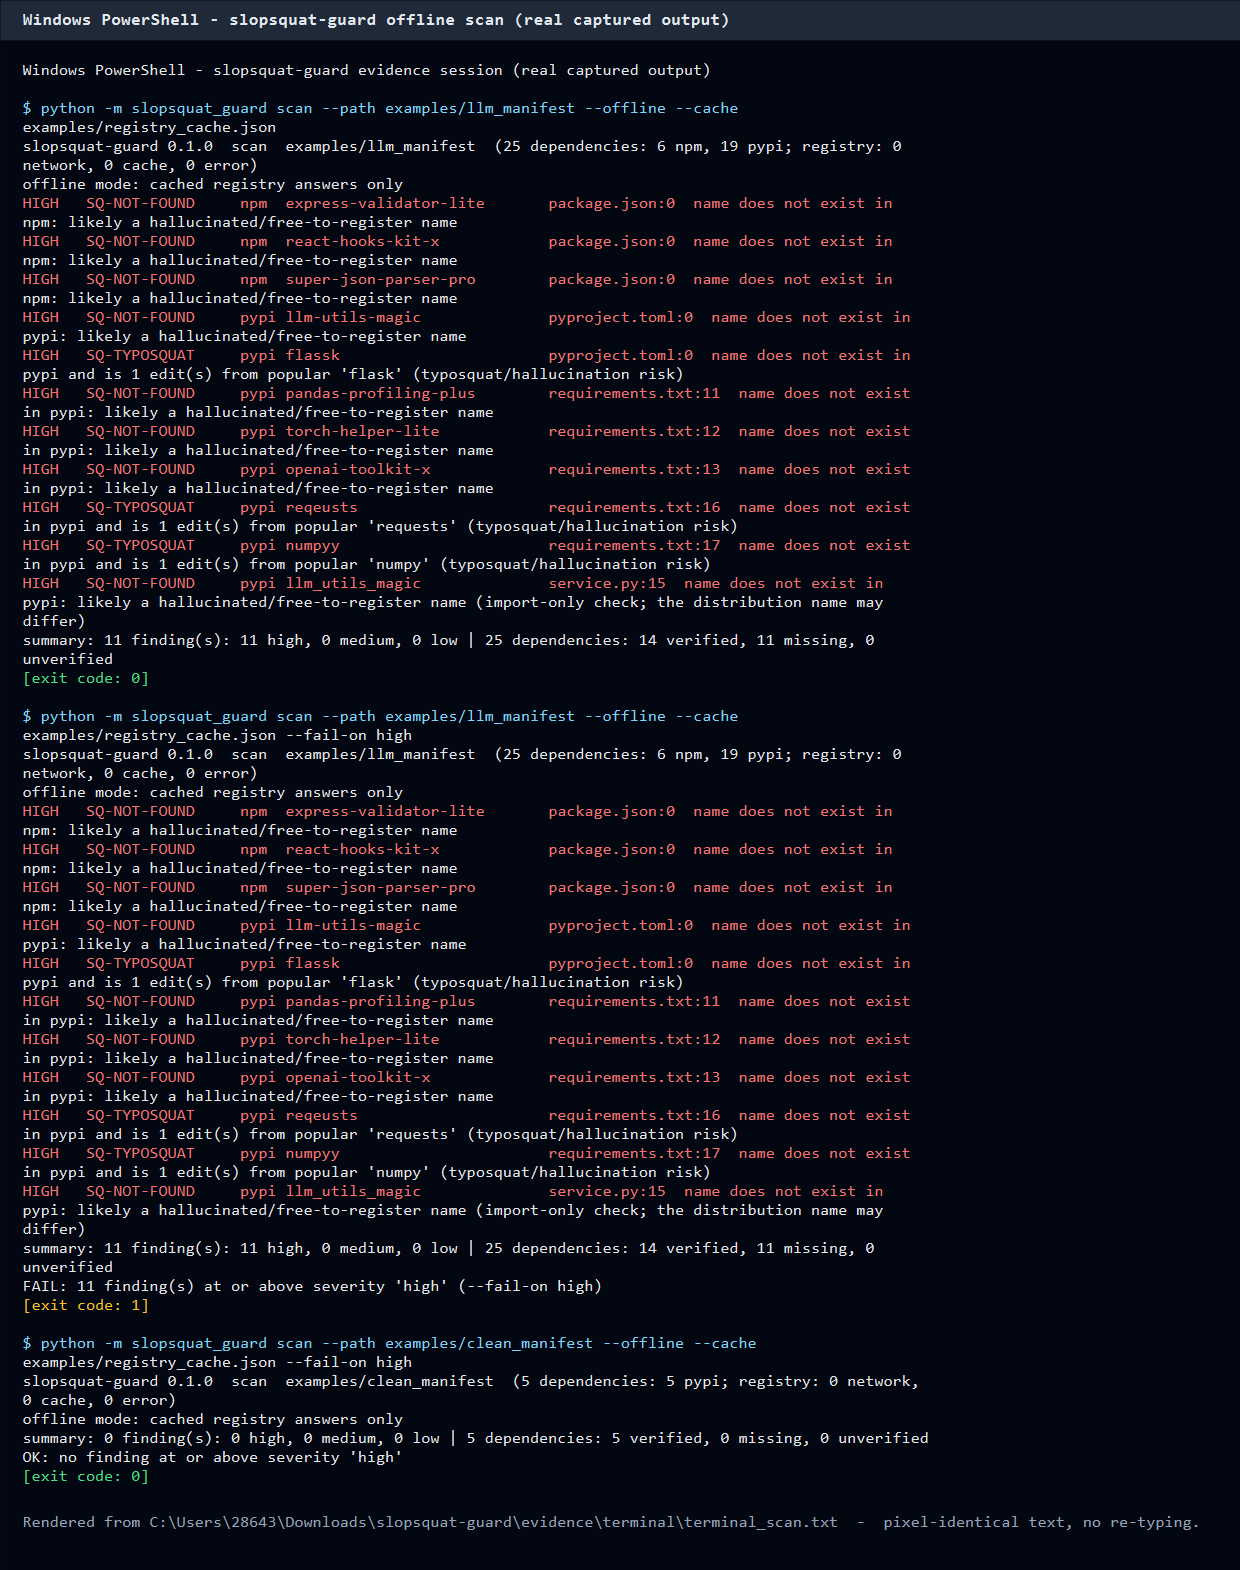 Windows PowerShell - slopsquat-guard offline scan (real captured output)
Windows PowerShell - slopsquat-guard evidence session (real captured output)
$ python -m slopsquat_guard scan --path examples/llm_manifest --offline --cache
examples/registry_cache.json
slopsquat-guard 0.1.0  scan  examples/llm_manifest  (25 dependencies: 6 npm, 19 pypi; registry: 0
network, 0 cache, 0 error)
offline mode: cached registry answers only
HIGH   SQ-NOT-FOUND     npm  express-validator-lite       package.json:0  name does not exist in
npm: likely a hallucinated/free-to-register name
HIGH   SQ-NOT-FOUND     npm  react-hooks-kit-x            package.json:0  name does not exist in
npm: likely a hallucinated/free-to-register name
HIGH   SQ-NOT-FOUND     npm  super-json-parser-pro        package.json:0  name does not exist in
npm: likely a hallucinated/free-to-register name
HIGH   SQ-NOT-FOUND     pypi llm-utils-magic              pyproject.toml:0  name does not exist in
pypi: likely a hallucinated/free-to-register name
HIGH   SQ-TYPOSQUAT     pypi flassk                       pyproject.toml:0  name does not exist in
pypi and is 1 edit(s) from popular 'flask' (typosquat/hallucination risk)
HIGH   SQ-NOT-FOUND     pypi pandas-profiling-plus        requirements.txt:11  name does not exist
in pypi: likely a hallucinated/free-to-register name
HIGH   SQ-NOT-FOUND     pypi torch-helper-lite            requirements.txt:12  name does not exist
in pypi: likely a hallucinated/free-to-register name
HIGH   SQ-NOT-FOUND     pypi openai-toolkit-x             requirements.txt:13  name does not exist
in pypi: likely a hallucinated/free-to-register name
HIGH   SQ-TYPOSQUAT     pypi reqeusts                     requirements.txt:16  name does not exist
in pypi and is 1 edit(s) from popular 'requests' (typosquat/hallucination risk)
HIGH   SQ-TYPOSQUAT     pypi numpyy                       requirements.txt:17  name does not exist
in pypi and is 1 edit(s) from popular 'numpy' (typosquat/hallucination risk)
HIGH   SQ-NOT-FOUND     pypi llm_utils_magic              service.py:15  name does not exist in
pypi: likely a hallucinated/free-to-register name (import-only check; the distribution name may
differ)
summary: 11 finding(s): 11 high, 0 medium, 0 low | 25 dependencies: 14 verified, 11 missing, 0
unverified
[exit code: 0]
$ python -m slopsquat_guard scan --path examples/llm_manifest --offline --cache
examples/registry_cache.json --fail-on high
slopsquat-guard 0.1.0  scan  examples/llm_manifest  (25 dependencies: 6 npm, 19 pypi; registry: 0
network, 0 cache, 0 error)
offline mode: cached registry answers only
HIGH   SQ-NOT-FOUND     npm  express-validator-lite       package.json:0  name does not exist in
npm: likely a hallucinated/free-to-register name
HIGH   SQ-NOT-FOUND     npm  react-hooks-kit-x            package.json:0  name does not exist in
npm: likely a hallucinated/free-to-register name
HIGH   SQ-NOT-FOUND     npm  super-json-parser-pro        package.json:0  name does not exist in
npm: likely a hallucinated/free-to-register name
HIGH   SQ-NOT-FOUND     pypi llm-utils-magic              pyproject.toml:0  name does not exist in
pypi: likely a hallucinated/free-to-register name
HIGH   SQ-TYPOSQUAT     pypi flassk                       pyproject.toml:0  name does not exist in
pypi and is 1 edit(s) from popular 'flask' (typosquat/hallucination risk)
HIGH   SQ-NOT-FOUND     pypi pandas-profiling-plus        requirements.txt:11  name does not exist
in pypi: likely a hallucinated/free-to-register name
HIGH   SQ-NOT-FOUND     pypi torch-helper-lite            requirements.txt:12  name does not exist
in pypi: likely a hallucinated/free-to-register name
HIGH   SQ-NOT-FOUND     pypi openai-toolkit-x             requirements.txt:13  name does not exist
in pypi: likely a hallucinated/free-to-register name
HIGH   SQ-TYPOSQUAT     pypi reqeusts                     requirements.txt:16  name does not exist
in pypi and is 1 edit(s) from popular 'requests' (typosquat/hallucination risk)
HIGH   SQ-TYPOSQUAT     pypi numpyy                       requirements.txt:17  name does not exist
in pypi and is 1 edit(s) from popular 'numpy' (typosquat/hallucination risk)
HIGH   SQ-NOT-FOUND     pypi llm_utils_magic              service.py:15  name does not exist in
pypi: likely a hallucinated/free-to-register name (import-only check; the distribution name may
differ)
summary: 11 finding(s): 11 high, 0 medium, 0 low | 25 dependencies: 14 verified, 11 missing, 0
unverified
FAIL: 11 finding(s) at or above severity 'high' (--fail-on high)
[exit code: 1]
$ python -m slopsquat_guard scan --path examples/clean_manifest --offline --cache
examples/registry_cache.json --fail-on high
slopsquat-guard 0.1.0  scan  examples/clean_manifest  (5 dependencies: 5 pypi; registry: 0 network,
0 cache, 0 error)
offline mode: cached registry answers only
summary: 0 finding(s): 0 high, 0 medium, 0 low | 5 dependencies: 5 verified, 0 missing, 0 unverified
OK: no finding at or above severity 'high'
[exit code: 0]
Rendered from C:\Users\28643\Downloads\slopsquat-guard\evidence\terminal\terminal_scan.txt  -  pixel-identical text, no re-typing.